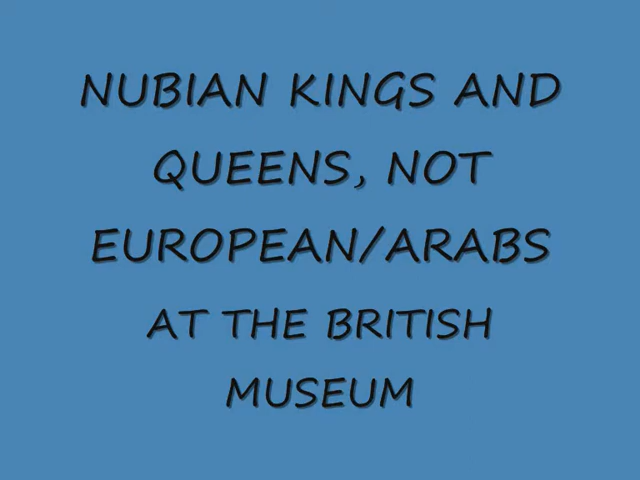 NUBIAN KINGS AND
QUEENS, NOT
EUROPEAN/ARABS
AT THE BRITISH
MUSEUM